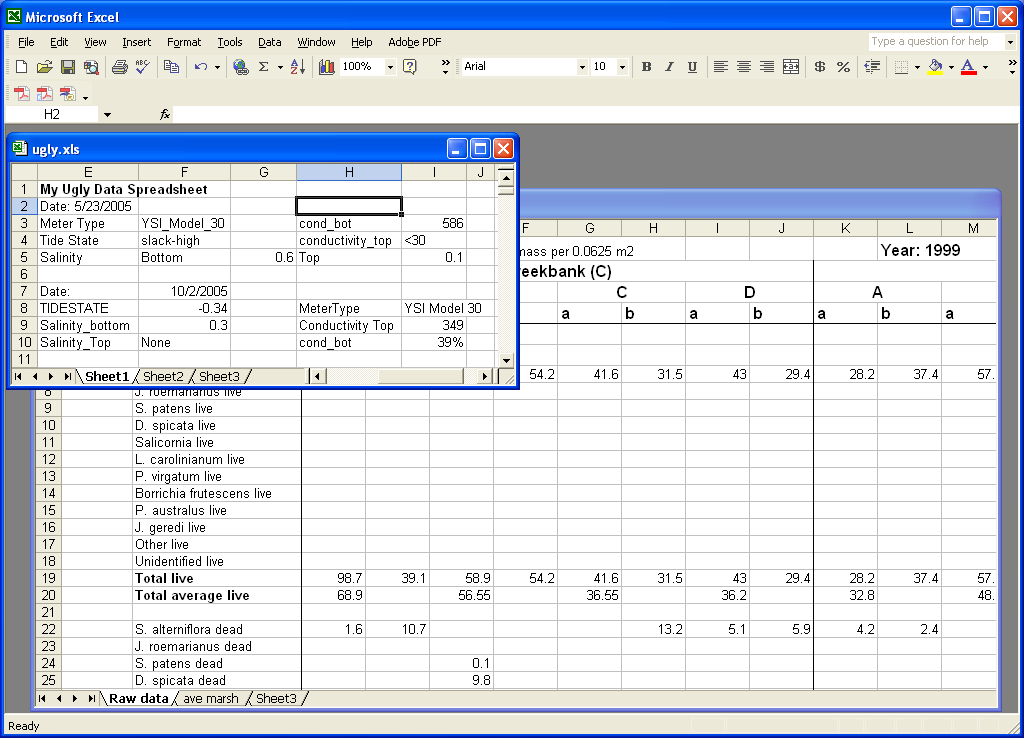 Microsoft Excel
File Edit View Insert Format Tools Data Window Help Adobe PDF
Type a question for help
100% Arial 10 B I U $ %
H2 fx
ugly.xls
E F G H I J
1 My Ugly Data Spreadsheet
2 Date: 5/23/2005
3 Meter Type YSI_Model_30 cond_bot 586
4 Tide State slack-high conductivity_top <30
5 Salinity Bottom 0.6 Top 0.1
6
7 Date: 10/2/2005
8 TIDESTATE -0.34 MeterType YSI Model 30
9 Salinity_bottom 0.3 Conductivity Top 349
10 Salinity_Top None cond_bot 39%
11
Sheet1 Sheet2 Sheet3
F G H I J K L M
mass per 0.0625 m2 Year: 1999
reekbank (C)
C D A
a b a b a b a
54.2 41.6 31.5 43 29.4 28.2 37.4 57.
8 J. roemarianus live
9 S. patens live
10 D. spicata live
11 Salicornia live
12 L. carolinianum live
13 P. virgatum live
14 Borrichia frutescens live
15 P. australus live
16 J. geredi live
17 Other live
18 Unidentified live
19 Total live 98.7 39.1 58.9 54.2 41.6 31.5 43 29.4 28.2 37.4 57.
20 Total average live 68.9 56.55 36.55 36.2 32.8 48.
21
22 S. alterniflora dead 1.6 10.7 13.2 5.1 5.9 4.2 2.4
23 J. roemarianus dead
24 S. patens dead 0.1
25 D. spicata dead 9.8
Raw data ave marsh Sheet3
Ready